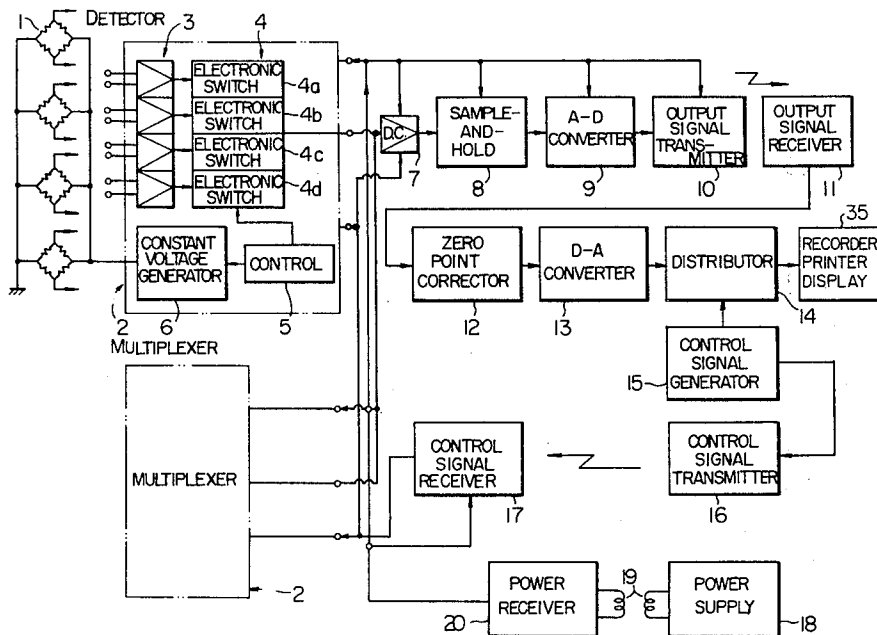 1
DETECTOR
3
4
ELECTRONIC
SWITCH
4a
ELECTRONIC
SWITCH
4b
ELECTRONIC
SWITCH
4c
ELECTRONIC
SWITCH
4d
CONSTANT
VOLTAGE
GENERATOR
CONTROL
2
6
5
MULTIPLEXER
D.C.
7
SAMPLE-
AND-
HOLD
8
A-D
CONVERTER
9
OUTPUT
SIGNAL
TRANS-
MITTER
10
OUTPUT
SIGNAL
RECEIVER
11
ZERO
POINT
CORRECTOR
12
D-A
CONVERTER
13
DISTRIBUTOR
14
35
RECORDER
PRINTER
DISPLAY
15
CONTROL
SIGNAL
GENERATOR
MULTIPLEXER
2
CONTROL
SIGNAL
RECEIVER
17
CONTROL
SIGNAL
TRANSMITTER
16
POWER
RECEIVER
20
19
POWER
SUPPLY
18